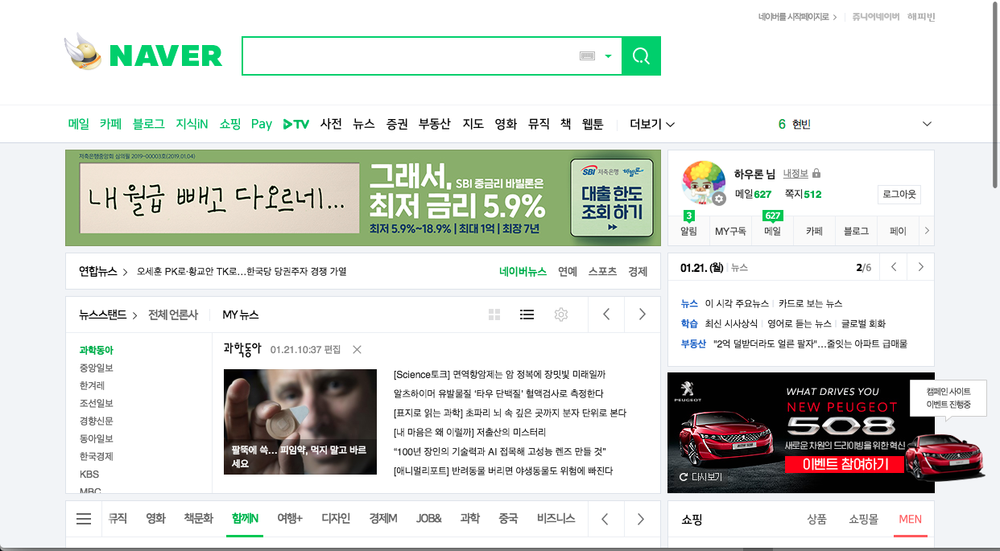 네이버를 시작페이지로 쥬니어네이버 해피빈
NAVER
메일 카페 블로그 지식iN 쇼핑 Pay TV 사전 뉴스 증권 부동산 지도 영화 뮤직 책 웹툰 더보기
6 현빈
저축은행중앙회 심의필 2019-00003호(2019.01.04)
내 월급 빼고 다오르네...
그래서, SBI 중금리 바빌론은
최저 금리 5.9%
최저 5.9%~18.9% | 최대 1억 | 최장 7년
SBI 저축은행 바빌론
대출 한도
조회 하기
하우론 님 내정보
메일 627 쪽지 512
로그아웃
3
627
알림 MY구독 메일 카페 블로그 페이
연합뉴스 오세훈 PK로·황교안 TK로…한국당 당권주자 경쟁 가열
네이버뉴스 연예 스포츠 경제
01.21. (월) 뉴스 2/6
뉴스 이 시각 주요뉴스 카드로 보는 뉴스
학습 최신 시사상식 영어로 듣는 뉴스 글로벌 회화
부동산 "2억 덜받더라도 얼른 팔자"…줄잇는 아파트 급매물
뉴스스탠드 전체 언론사 MY 뉴스
과학동아
중앙일보
한겨레
조선일보
경향신문
동아일보
한국경제
KBS
MBC
과학동아 01.21.10:37 편집
팔뚝에 쓱… 피임약, 먹지 말고 바르
세요
[Science토크] 면역항암제는 암 정복에 장밋빛 미래일까
알츠하이머 유발물질 ‘타우 단백질’ 혈액검사로 측정한다
[표지로 읽는 과학] 초파리 뇌 속 깊은 곳까지 분자 단위로 본다
[내 마음은 왜 이럴까] 저출산의 미스터리
“100년 장인의 기술력과 AI 접목해 고성능 렌즈 만들 것”
[애니멀리포트] 반려동물 버리면 야생동물도 위험에 빠진다
PEUGEOT
WHAT DRIVES YOU
NEW PEUGEOT
508
새로운 차원의 드라이빙을 위한 혁신
이벤트 참여하기
다시보기
캠페인 사이트
이벤트 진행중
뮤직 영화 책문화 함께N 여행+ 디자인 경제M JOB& 과학 중국 비즈니스
쇼핑 상품 쇼핑몰 MEN